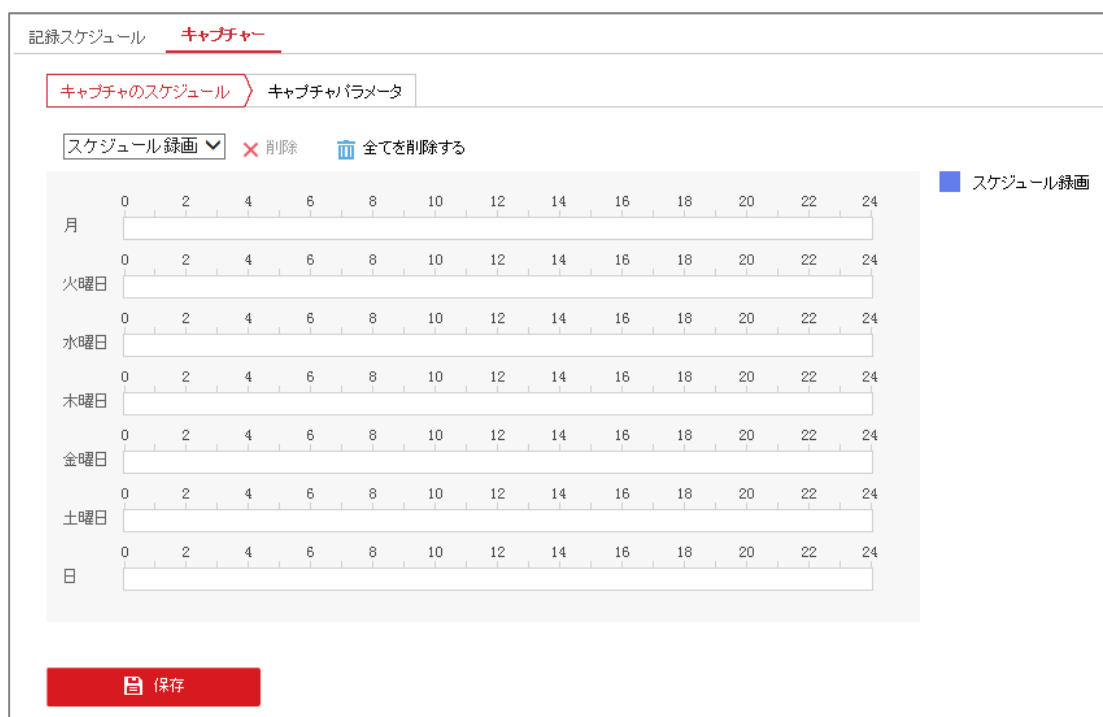 記録スケジュール キャプチャー
キャプチャのスケジュール キャプチャパラメータ
スケジュール録画 削除 全てを削除する
スケジュール録画
0 2 4 6 8 10 12 14 16 18 20 22 24
月
0 2 4 6 8 10 12 14 16 18 20 22 24
火曜日
0 2 4 6 8 10 12 14 16 18 20 22 24
水曜日
0 2 4 6 8 10 12 14 16 18 20 22 24
木曜日
0 2 4 6 8 10 12 14 16 18 20 22 24
金曜日
0 2 4 6 8 10 12 14 16 18 20 22 24
土曜日
0 2 4 6 8 10 12 14 16 18 20 22 24
日
保存